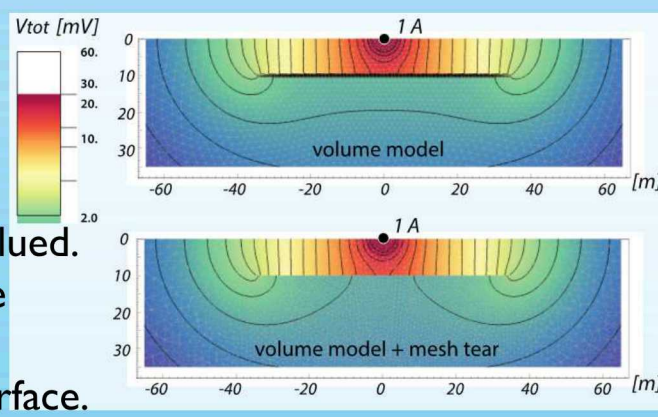 Vtot [mV]
60.
30.
20.
10.
2.0
1 A
0
10
20
30
volume model
-60 -40 -20 0 20 40 60 [m]
lued.
e
rface.
1 A
0
10
20
30
volume model + mesh tear
-60 -40 -20 0 20 40 60 [m]